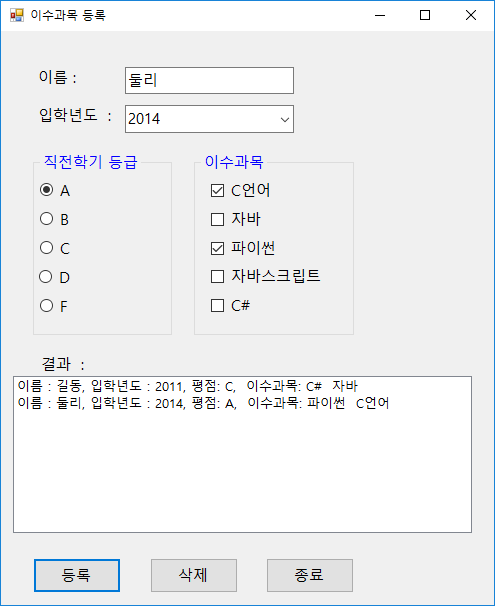 이수과목 등록
이름 : 둘리
입학년도 : 2014
직전학기 등급
A
B
C
D
F
이수과목
C언어
자바
파이썬
자바스크립트
C#
결과 :
이름 : 길동, 입학년도 : 2011, 평점: C, 이수과목: C# 자바
이름 : 둘리, 입학년도 : 2014, 평점: A, 이수과목: 파이썬 C언어
등록 삭제 종료